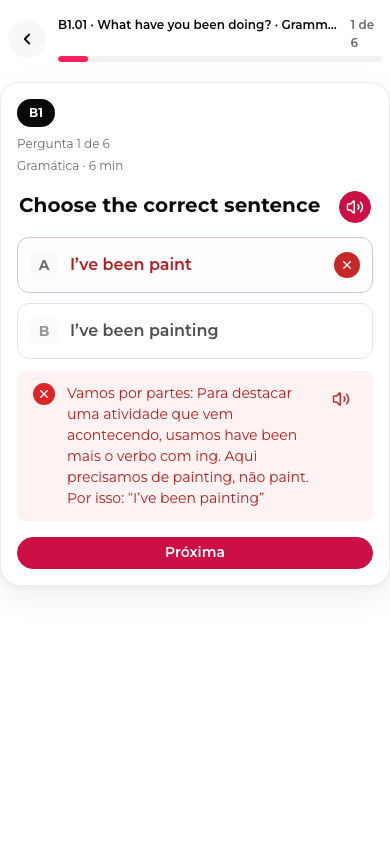 B1.01 · What have you been doing? · Gramm...
1 de
6
B1
Pergunta 1 de 6
Gramática · 6 min
Choose the correct sentence
A I’ve been paint
B I’ve been painting
Vamos por partes: Para destacar
uma atividade que vem
acontecendo, usamos have been
mais o verbo com ing. Aqui
precisamos de painting, não paint.
Por isso: “I’ve been painting”
Próxima